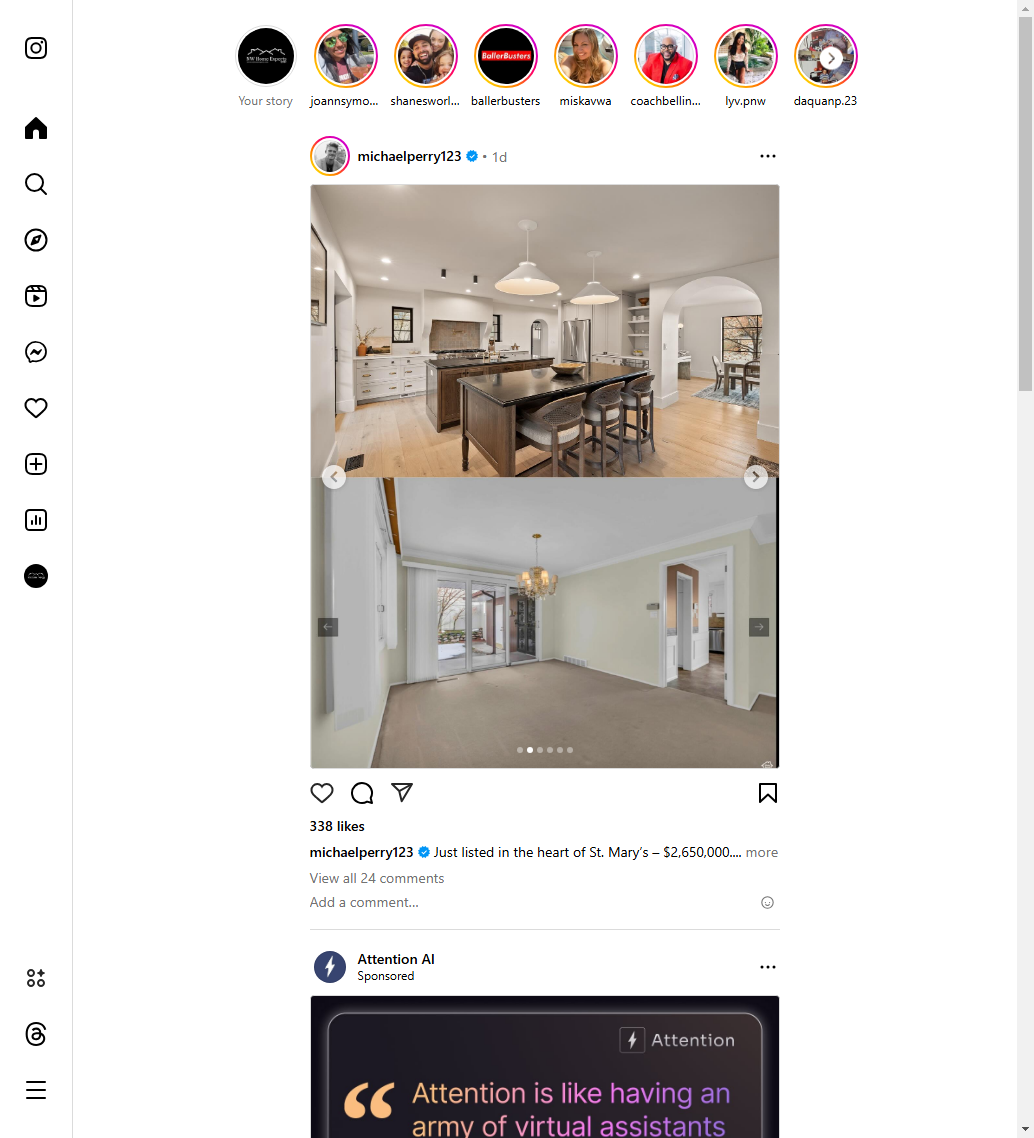 NW Home Experts
BallerBusters
Your story
joannsymo...
shanesworl...
ballerbusters
miskavwa
coachbellin...
lyv.pnw
daquanp.23
michaelperry123 • 1d
338 likes
michaelperry123 Just listed in the heart of St. Mary’s – $2,650,000.... more
View all 24 comments
Add a comment...
Attention AI
Sponsored
Attention
“Attention is like having an
army of virtual assistants